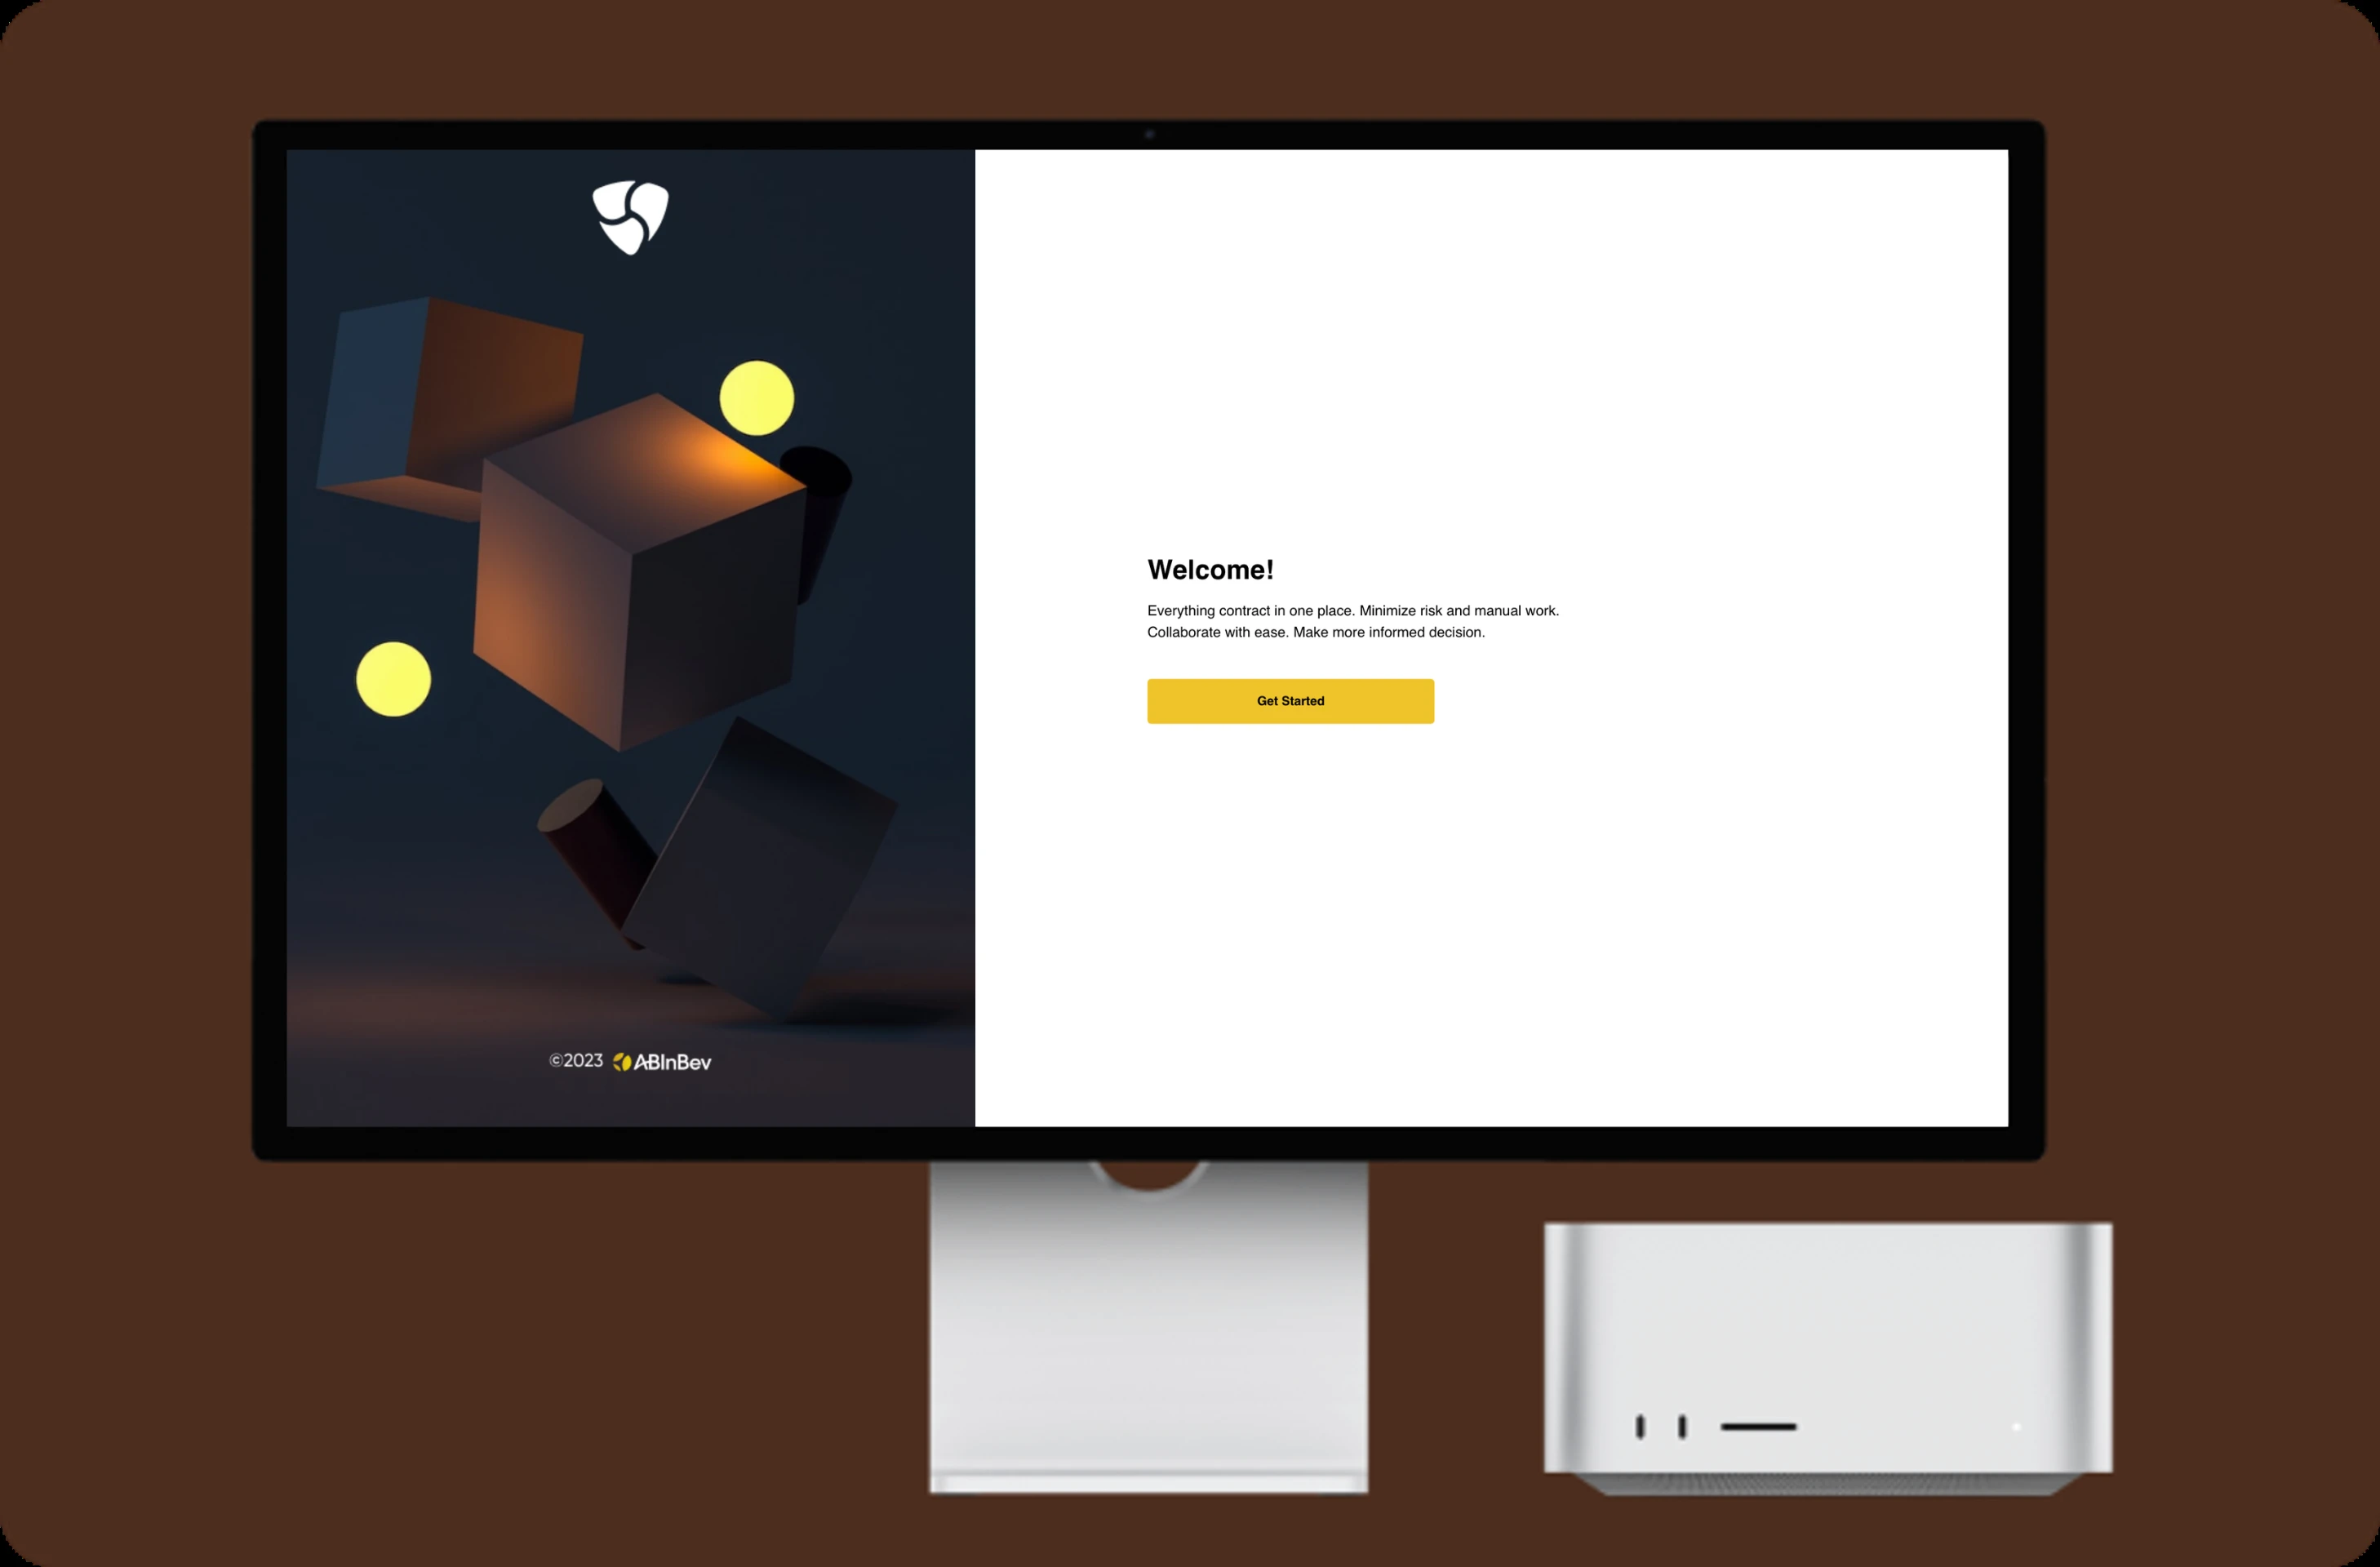 Welcome!
Everything contract in one place. Minimize risk and manual work.
Collaborate with ease. Make more informed decision.
Get Started
©2023 ABInBev